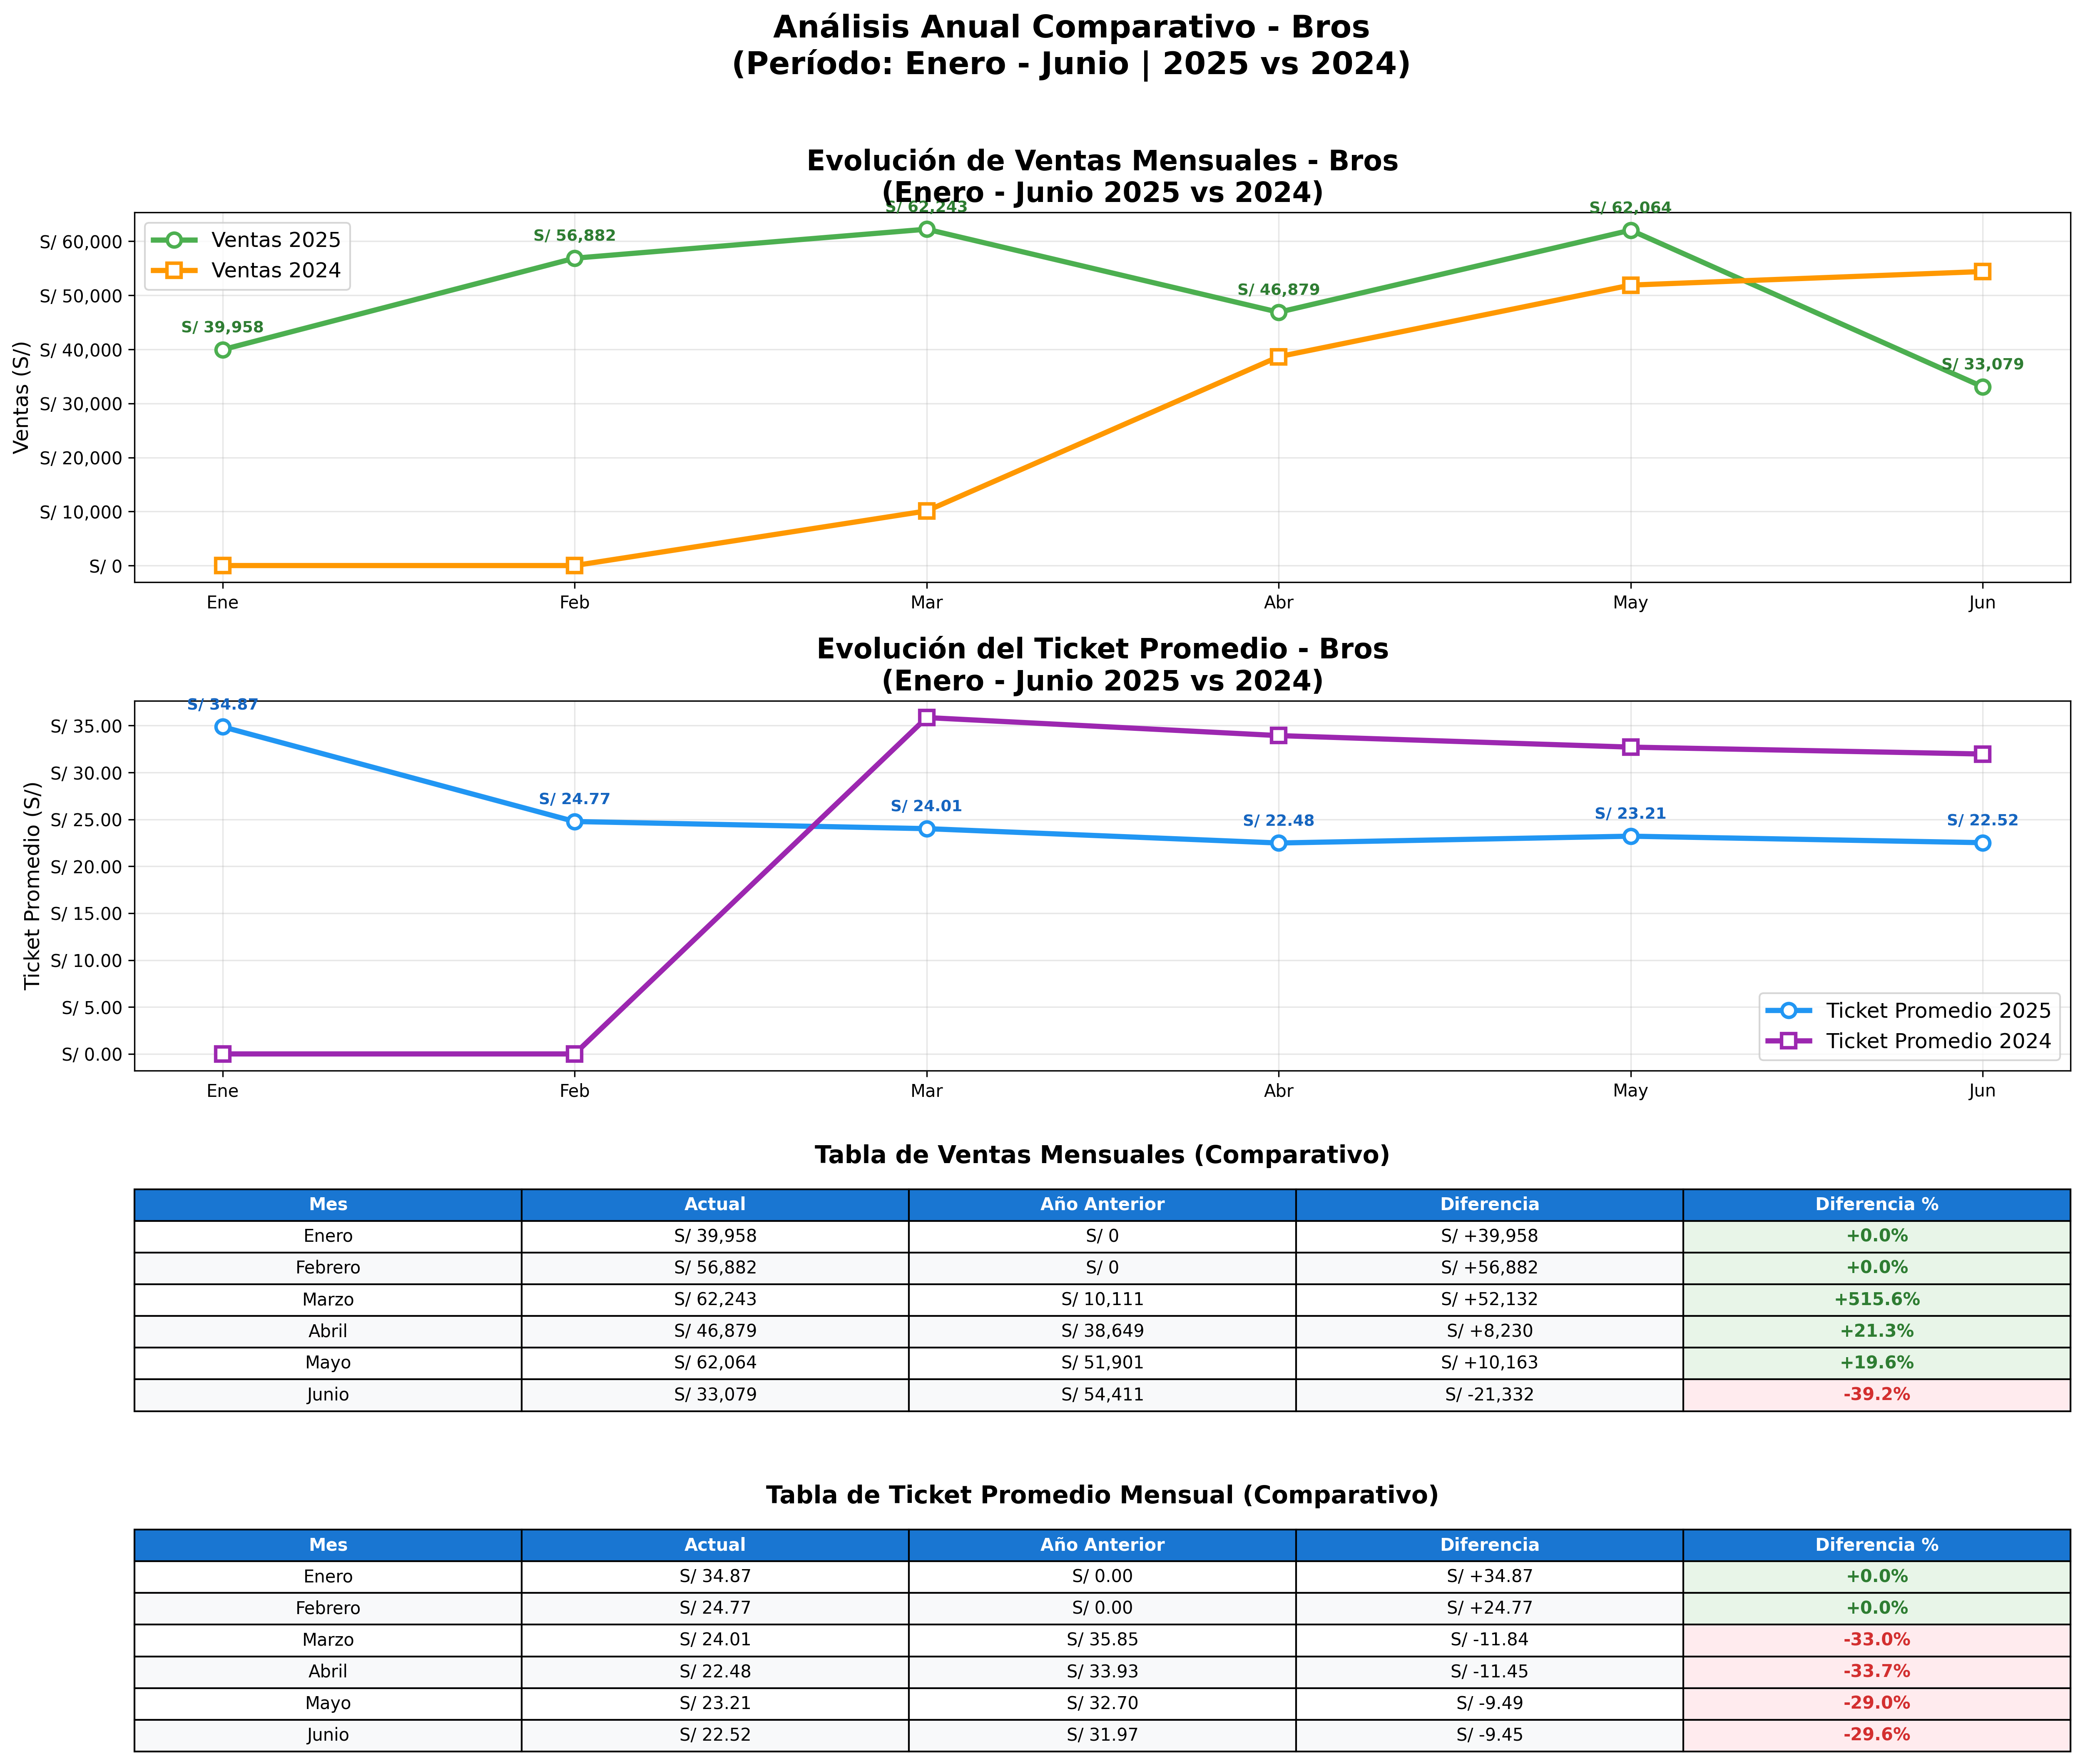 Análisis Anual Comparativo - Bros
(Período: Enero - Junio | 2025 vs 2024)
Evolución de Ventas Mensuales - Bros
(Enero - Junio 2025 vs 2024)
Ventas 2025
Ventas 2024
S/ 39,958
S/ 56,882
S/ 62,243
S/ 46,879
S/ 62,064
S/ 33,079
Ventas (S/)
S/ 60,000
S/ 50,000
S/ 40,000
S/ 30,000
S/ 20,000
S/ 10,000
S/ 0
Ene Feb Mar Abr May Jun
Evolución del Ticket Promedio - Bros
(Enero - Junio 2025 vs 2024)
S/ 34.87
S/ 24.77
S/ 24.01
S/ 22.48
S/ 23.21
S/ 22.52
Ticket Promedio (S/)
S/ 35.00
S/ 30.00
S/ 25.00
S/ 20.00
S/ 15.00
S/ 10.00
S/ 5.00
S/ 0.00
Ticket Promedio 2025
Ticket Promedio 2024
Ene Feb Mar Abr May Jun
Tabla de Ventas Mensuales (Comparativo)
Mes Actual Año Anterior Diferencia Diferencia %
Enero S/ 39,958 S/ 0 S/ +39,958 +0.0%
Febrero S/ 56,882 S/ 0 S/ +56,882 +0.0%
Marzo S/ 62,243 S/ 10,111 S/ +52,132 +515.6%
Abril S/ 46,879 S/ 38,649 S/ +8,230 +21.3%
Mayo S/ 62,064 S/ 51,901 S/ +10,163 +19.6%
Junio S/ 33,079 S/ 54,411 S/ -21,332 -39.2%
Tabla de Ticket Promedio Mensual (Comparativo)
Mes Actual Año Anterior Diferencia Diferencia %
Enero S/ 34.87 S/ 0.00 S/ +34.87 +0.0%
Febrero S/ 24.77 S/ 0.00 S/ +24.77 +0.0%
Marzo S/ 24.01 S/ 35.85 S/ -11.84 -33.0%
Abril S/ 22.48 S/ 33.93 S/ -11.45 -33.7%
Mayo S/ 23.21 S/ 32.70 S/ -9.49 -29.0%
Junio S/ 22.52 S/ 31.97 S/ -9.45 -29.6%